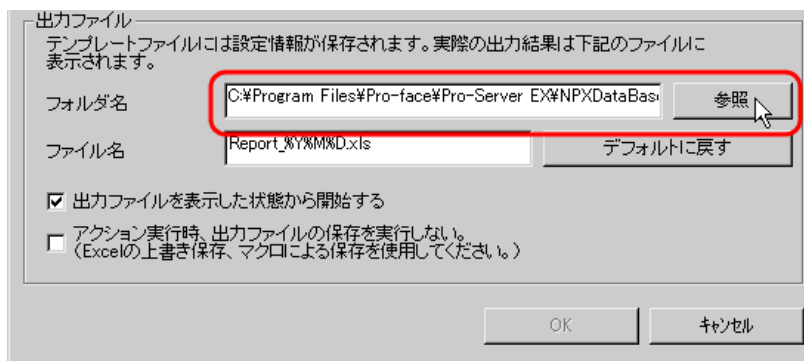 出力ファイル
テンプレートファイルには設定情報が保存されます。実際の出力結果は下記のファイルに
表示されます。
フォルダ名
C:¥Program Files¥Pro-face¥Pro-Server EX¥NPXDataBas
参照
ファイル名
Report_%Y%M%D.xls
デフォルトに戻す
出力ファイルを表示した状態から開始する
アクション実行時、出力ファイルの保存を実行しない。
（Excelの上書き保存、マクロによる保存を使用してください。）
OK
キャンセル